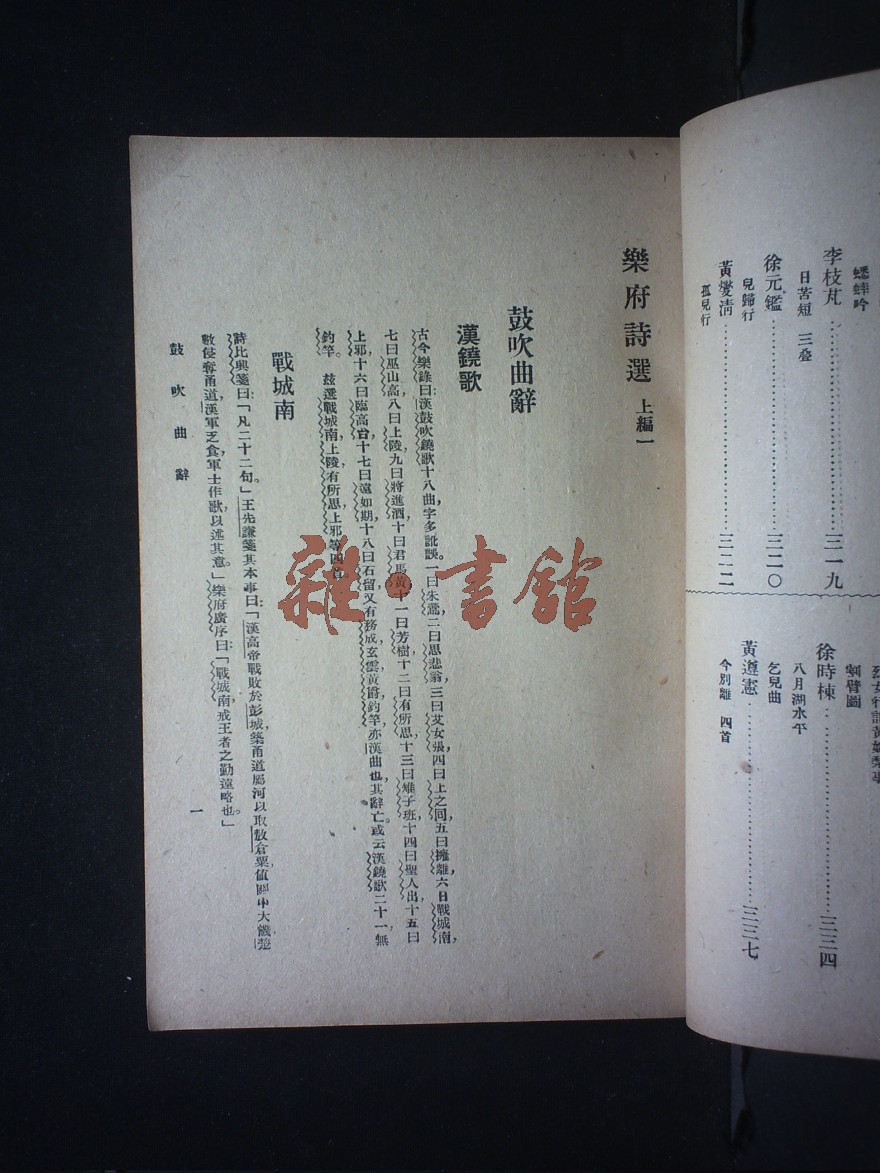 蟠蜯吟
李枝芃……三一九
日苦短 三叠
徐元鑑……三二〇
兒歸行
黃燮淸……三二二
孤兒行
刲臂圖
徐時棟……三三四
八月湖水平
乞兒曲
黃遵憲……三三七
今別離 四首
樂府詩選 上編一
鼓吹曲辭
漢鐃歌
古今樂錄曰:漢鼓吹鐃歌十八曲,字多訛誤。一曰朱鷺,二曰思悲翁,三曰艾如張,四曰上之回,五曰擁離,六曰戰城南,
七曰巫山高,八曰上陵,九曰將進酒,十曰君馬黃,十一曰芳樹,十二曰有所思,十三曰雉子班,十四曰聖人出,十五曰
上邪,十六曰臨高台,十七曰遠如期,十八曰石留。又有務成,玄雲,黃爵,釣竿,亦漢曲也,其辭亡。或云:漢鐃歌二十一,無
釣竿。 茲選戰城南,上陵,有所思,上邪等四首
戰城南
詩比興箋曰:「凡二十二句。」王先謙箋其本事曰:「漢高帝戰敗於彭城,築甬道屬河以取敖倉粟,值關中大饑,楚
數侵奪甬道,漢軍乏食,軍士作歌,以述其意。」樂府廣序曰:「戰城南,戒王者之勤遠略也。」
鼓吹曲辭
一
雜·書館